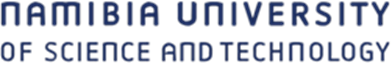 NAMIBIA UNIVERSITY
OF SCIENCE AND TECHNOLOGY